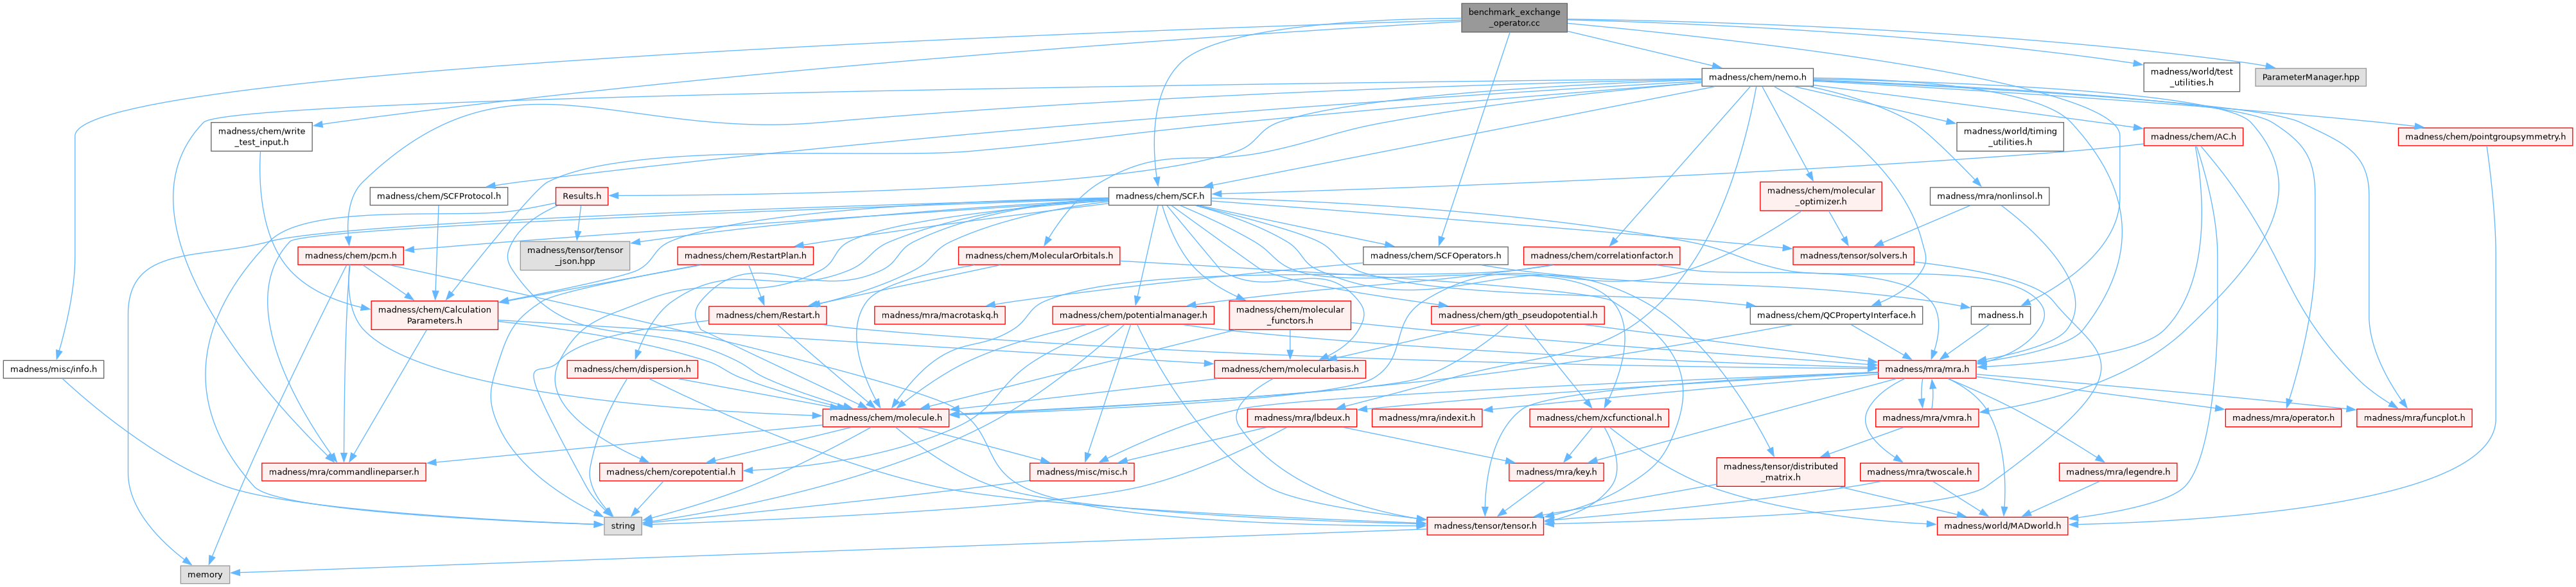 benchmark_exchange
_operator.cc
madness/chem/nemo.h
madness/world/test
_utilities.h
ParameterManager.hpp
madness/chem/write
_test_input.h
madness/world/timing
_utilities.h
madness/chem/AC.h
madness/chem/pointgroupsymmetry.h
madness/chem/SCFProtocol.h
Results.h
madness/chem/SCF.h
madness/chem/molecular
_optimizer.h
madness/mra/nonlinsol.h
madness/chem/pcm.h
madness/tensor/tensor
_json.hpp
madness/chem/RestartPlan.h
madness/chem/MolecularOrbitals.h
madness/chem/SCFOperators.h
madness/chem/correlationfactor.h
madness/tensor/solvers.h
madness/chem/Calculation
Parameters.h
madness/chem/Restart.h
madness/mra/macrotaskq.h
madness/chem/potentialmanager.h
madness/chem/molecular
_functors.h
madness/chem/gth_pseudopotential.h
madness/chem/QCPropertyInterface.h
madness.h
madness/misc/info.h
madness/chem/dispersion.h
madness/chem/molecularbasis.h
madness/mra/mra.h
madness/chem/molecule.h
madness/mra/lbdeux.h
madness/mra/indexit.h
madness/chem/xcfunctional.h
madness/mra/vmra.h
madness/mra/operator.h
madness/mra/funcplot.h
madness/mra/commandlineparser.h
madness/chem/corepotential.h
madness/misc/misc.h
madness/mra/key.h
madness/tensor/distributed
_matrix.h
madness/mra/twoscale.h
madness/mra/legendre.h
string
madness/tensor/tensor.h
madness/world/MADworld.h
memory